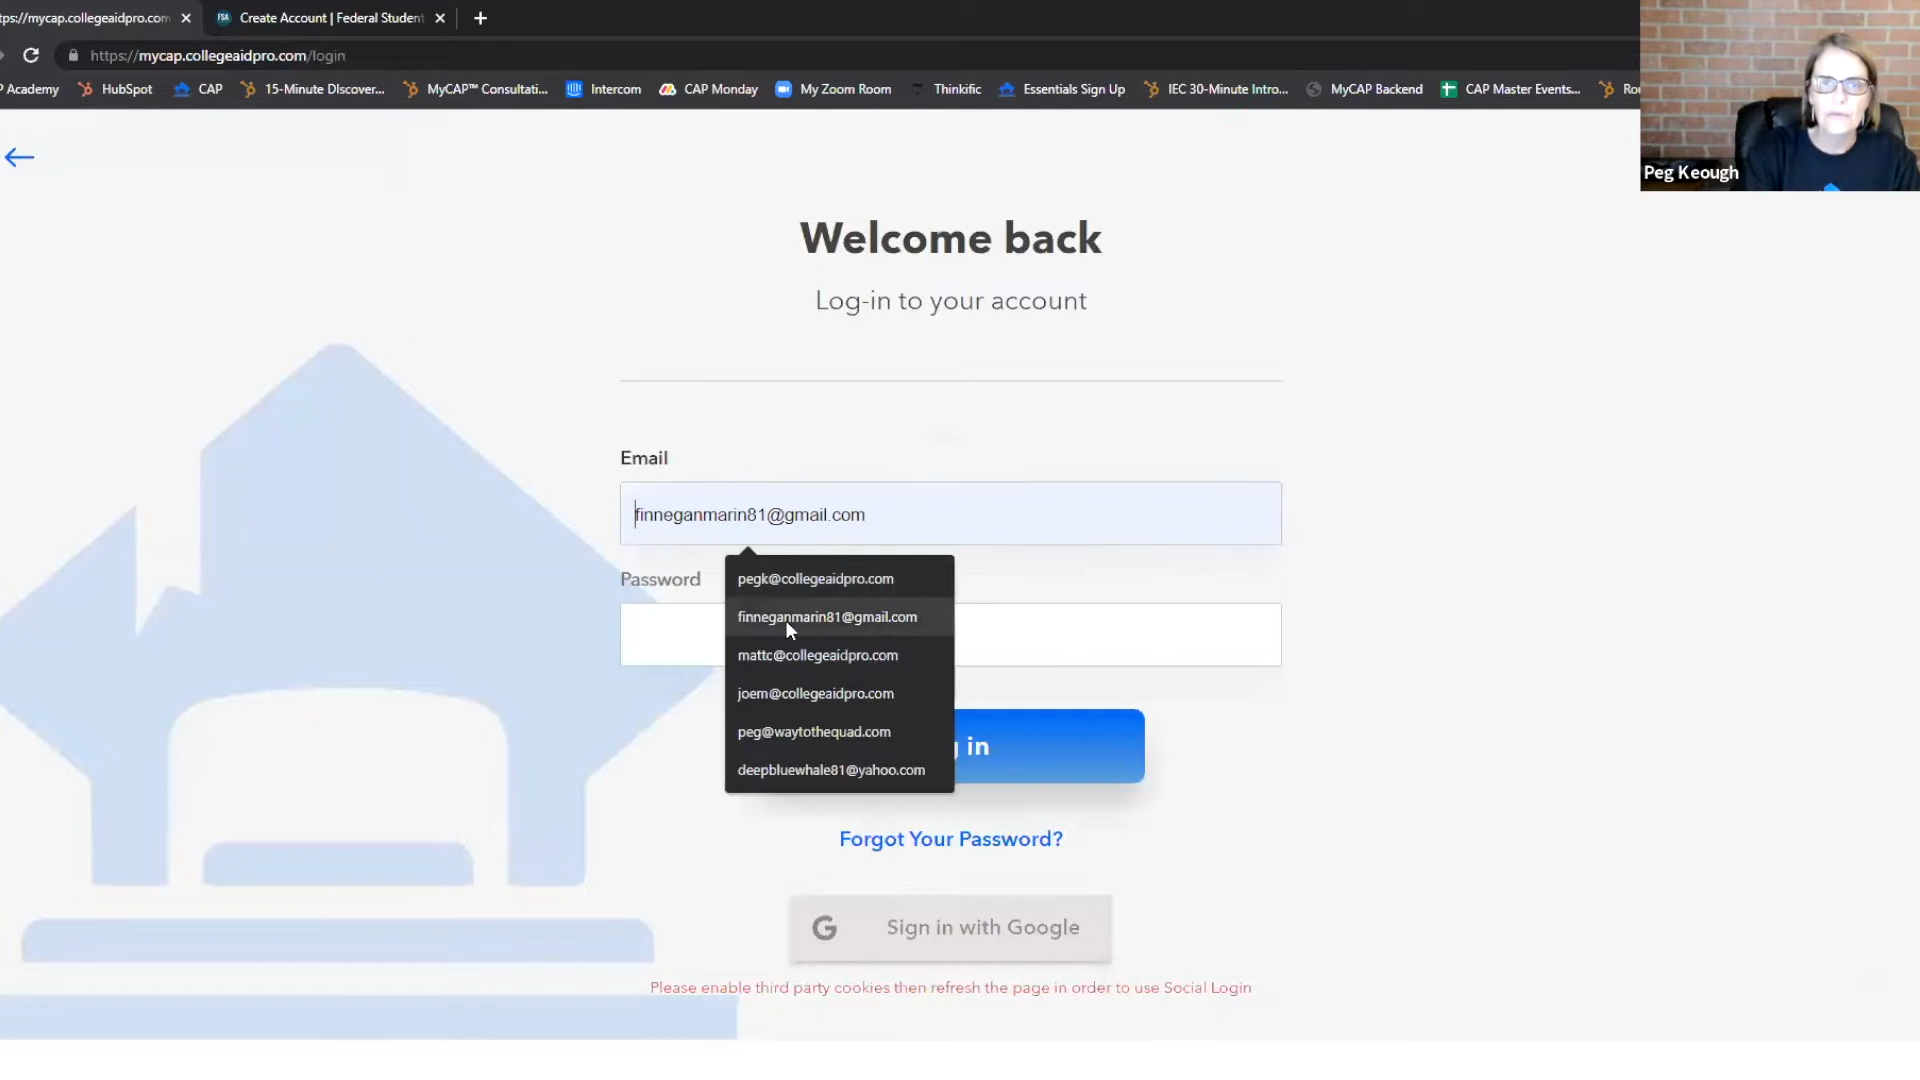 tps://mycap.collegeaidpro.com
Create Account | Federal Student
https://mycap.collegeaidpro.com/login
P Academy
HubSpot
CAP
15-Minute DIscover...
MyCAP™ Consultati...
Intercom
CAP Monday
My Zoom Room
Thinkific
Essentials Sign Up
IEC 30-Minute Intro...
MyCAP Backend
CAP Master Events...
Rou
Peg Keough
Welcome back
Log-in to your account
Email
finneganmarin81@gmail.com
Password
pegk@collegeaidpro.com
finneganmarin81@gmail.com
mattc@collegeaidpro.com
joem@collegeaidpro.com
peg@waytothequad.com
deepbluewhale81@yahoo.com
g in
Forgot Your Password?
G Sign in with Google
Please enable third party cookies then refresh the page in order to use Social Login